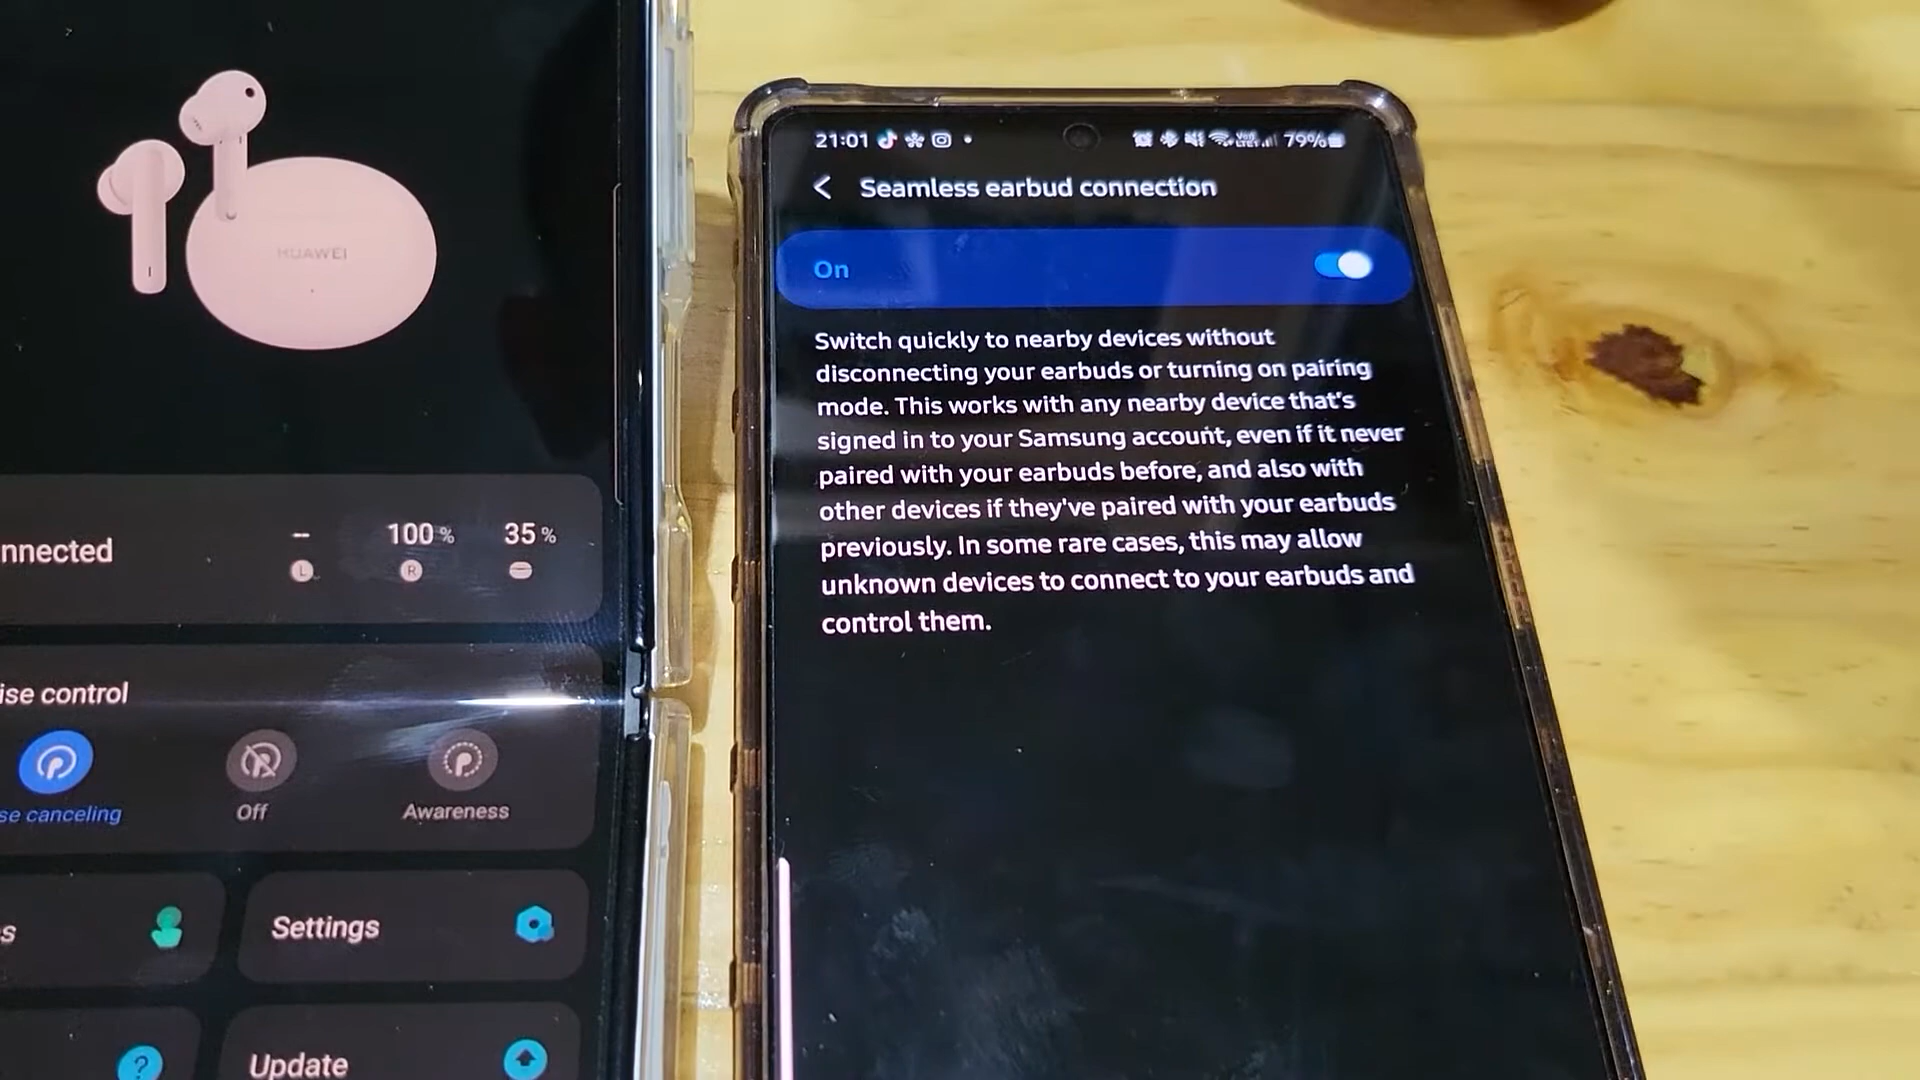 HUAWEI
nnected
--
100%
35%
L
R
ise control
se canceling
Off
Awareness
s
Settings
?
Update
21:01
79%
Seamless earbud connection
On
Switch quickly to nearby devices without
disconnecting your earbuds or turning on pairing
mode. This works with any nearby device that's
signed in to your Samsung account, even if it never
paired with your earbuds before, and also with
other devices if they've paired with your earbuds
previously. In some rare cases, this may allow
unknown devices to connect to your earbuds and
control them.